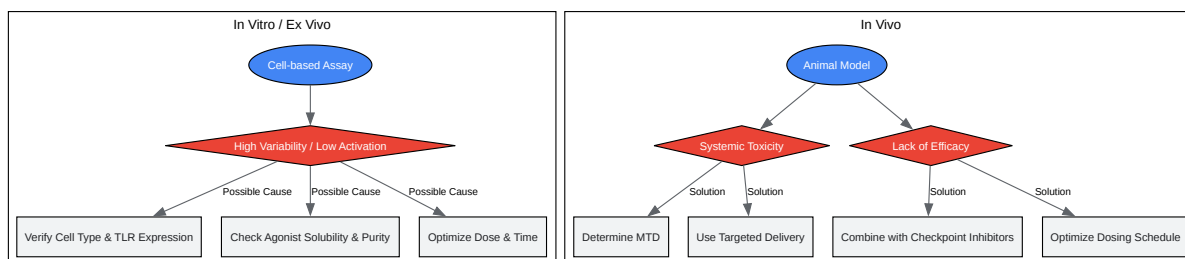 In Vitro / Ex Vivo
Cell-based Assay
High Variability / Low Activation
Possible Cause
Possible Cause
Possible Cause
Verify Cell Type & TLR Expression
Check Agonist Solubility & Purity
Optimize Dose & Time
In Vivo
Animal Model
Systemic Toxicity
Lack of Efficacy
Solution
Solution
Solution
Solution
Determine MTD
Use Targeted Delivery
Combine with Checkpoint Inhibitors
Optimize Dosing Schedule